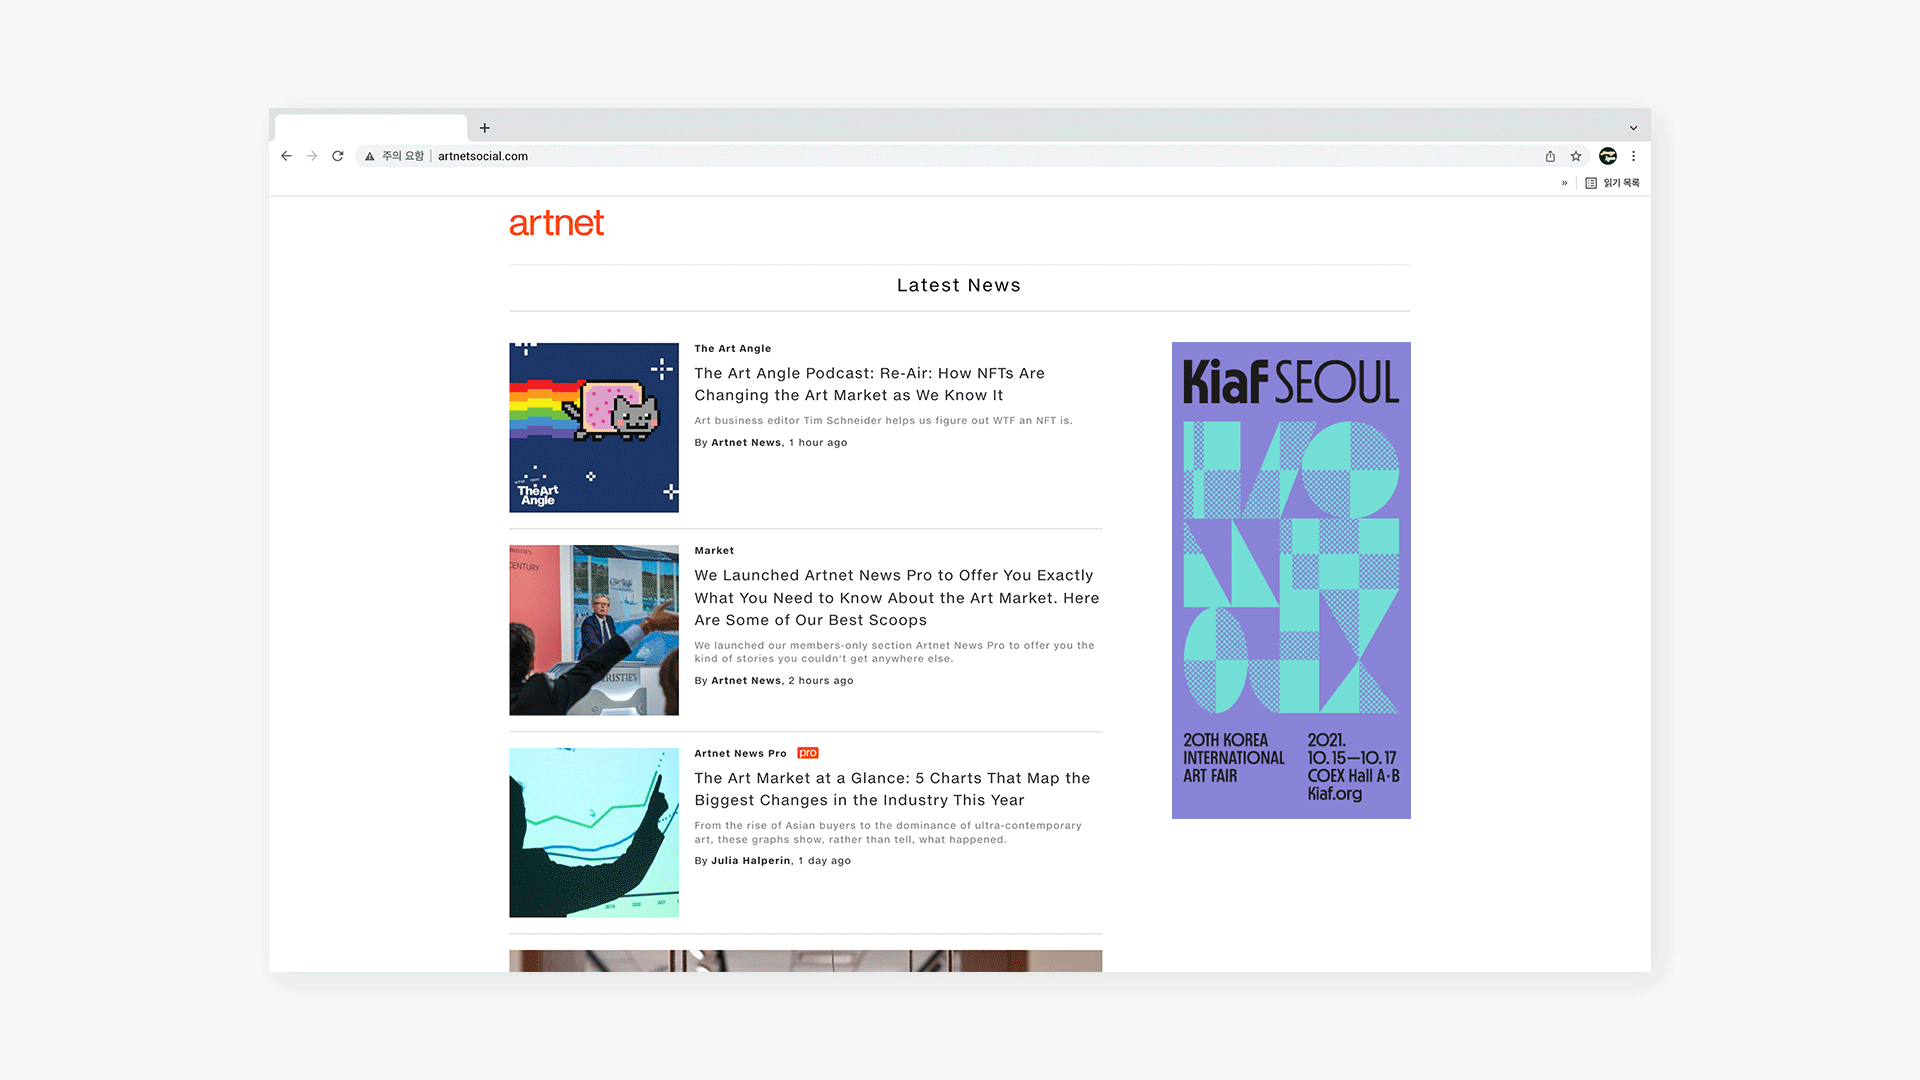 주의 요함 artnetsocial.com
읽기 목록
artnet
Latest News
The Art Angle
The Art Angle
The Art Angle Podcast: Re-Air: How NFTs Are
Changing the Art Market as We Know It
Art business editor Tim Schneider helps us figure out WTF an NFT is.
By Artnet News, 1 hour ago
CENTURY
Market
We Launched Artnet News Pro to Offer You Exactly
What You Need to Know About the Art Market. Here
Are Some of Our Best Scoops
We launched our members-only section Artnet News Pro to offer you the
kind of stories you couldn't get anywhere else.
By Artnet News, 2 hours ago
Artnet News Pro pro
The Art Market at a Glance: 5 Charts That Map the
Biggest Changes in the Industry This Year
From the rise of Asian buyers to the dominance of ultra-contemporary
art, these graphs show, rather than tell, what happened.
By Julia Halperin, 1 day ago
2020 2021
Kiaf SEOUL
20TH KOREA
INTERNATIONAL
ART FAIR
2021.
10.15—10.17
COEX Hall A·B
Kiaf.org